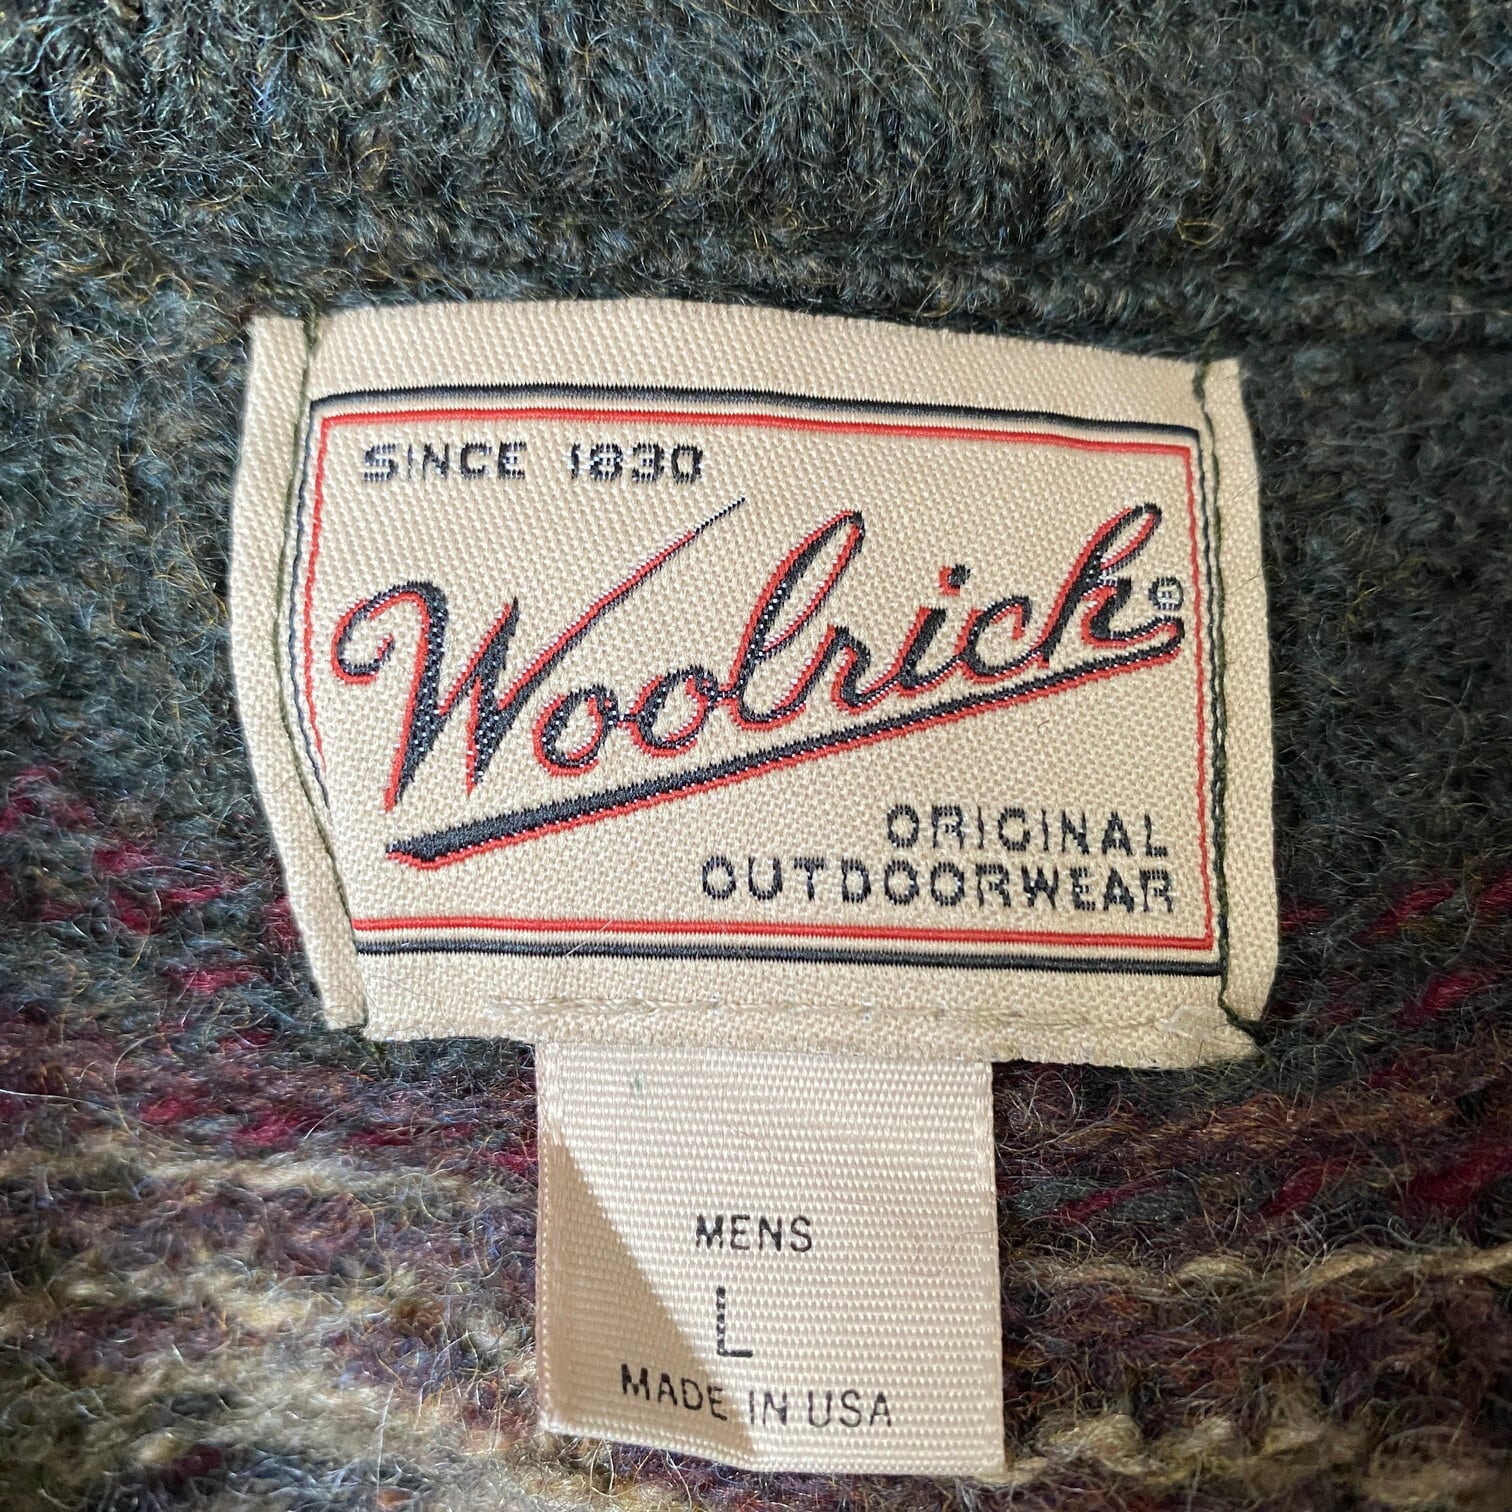 SINCE 1830
Woolrich®
ORIGINAL
OUTDOORWEAR
MENS
L
MADE IN USA